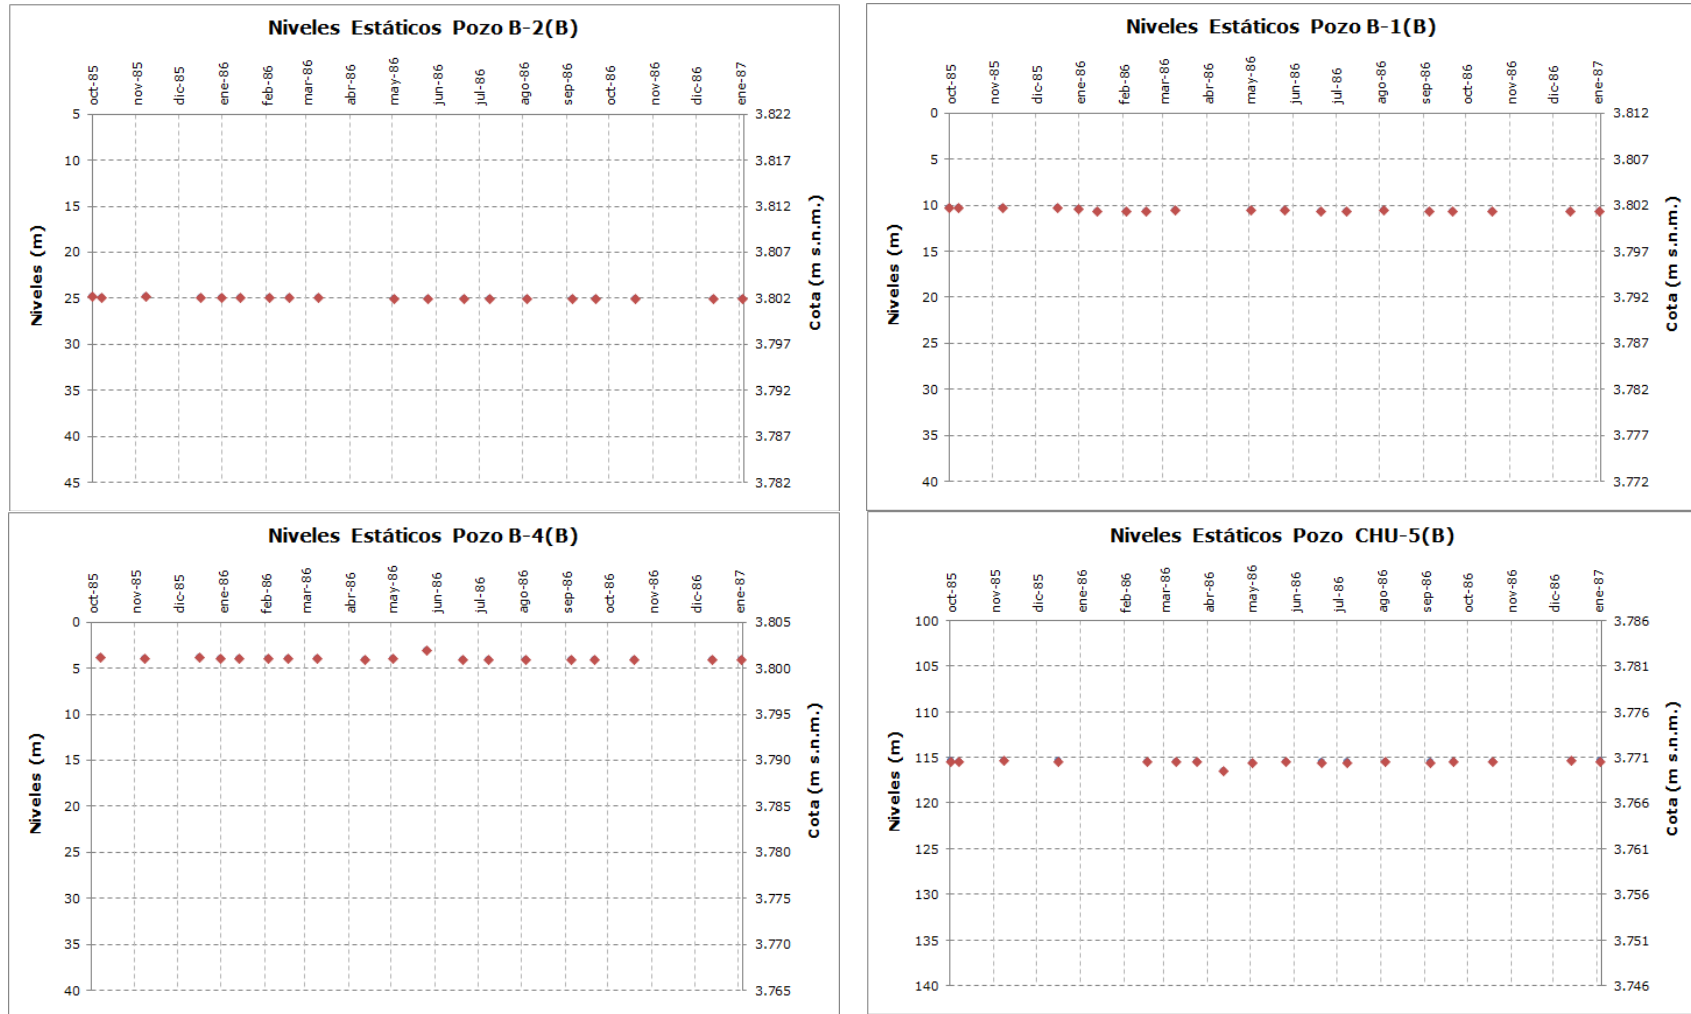 Niveles Estáticos Pozo B-2(B)
oct-85 nov-85 dic-85 ene-86 feb-86 mar-86 abr-86 may-86 jun-86 jul-86 ago-86 sep-86 oct-86 nov-86 dic-86 ene-87
5 3.822
10 3.817
15 3.812
20 3.807
25 3.802
30 3.797
35 3.792
40 3.787
45 3.782
Niveles (m)
Cota (m s.n.m.)
Niveles Estáticos Pozo B-1(B)
oct-85 nov-85 dic-85 ene-86 feb-86 mar-86 abr-86 may-86 jun-86 jul-86 ago-86 sep-86 oct-86 nov-86 dic-86 ene-87
0 3.812
5 3.807
10 3.802
15 3.797
20 3.792
25 3.787
30 3.782
35 3.777
40 3.772
Niveles (m)
Cota (m s.n.m.)
Niveles Estáticos Pozo B-4(B)
oct-85 nov-85 dic-85 ene-86 feb-86 mar-86 abr-86 may-86 jun-86 jul-86 ago-86 sep-86 oct-86 nov-86 dic-86 ene-87
0 3.805
5 3.800
10 3.795
15 3.790
20 3.785
25 3.780
30 3.775
35 3.770
40 3.765
Niveles (m)
Cota (m s.n.m.)
Niveles Estáticos Pozo CHU-5(B)
oct-85 nov-85 dic-85 ene-86 feb-86 mar-86 abr-86 may-86 jun-86 jul-86 ago-86 sep-86 oct-86 nov-86 dic-86 ene-87
100 3.786
105 3.781
110 3.776
115 3.771
120 3.766
125 3.761
130 3.756
135 3.751
140 3.746
Niveles (m)
Cota (m s.n.m.)